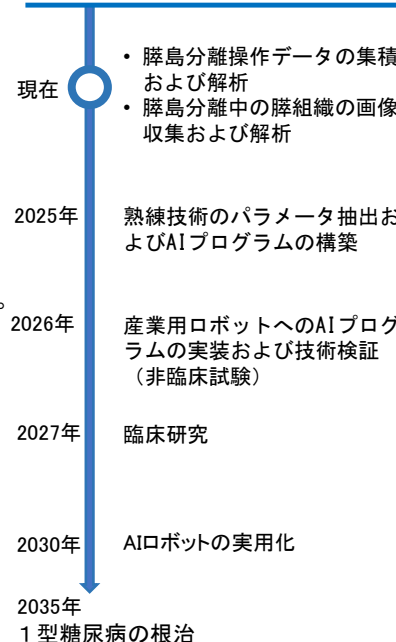 ・ 膵島分離操作データの集積
および解析
現在
・ 膵島分離中の膵組織の画像
収集および解析
2025年 熟練技術のパラメータ抽出お
よびAIプログラムの構築
。
2026年 産業用ロボットへのAIプログ
ラムの実装および技術検証
（非臨床試験）
2027年 臨床研究
2030年 AIロボットの実用化
2035年
１型糖尿病の根治